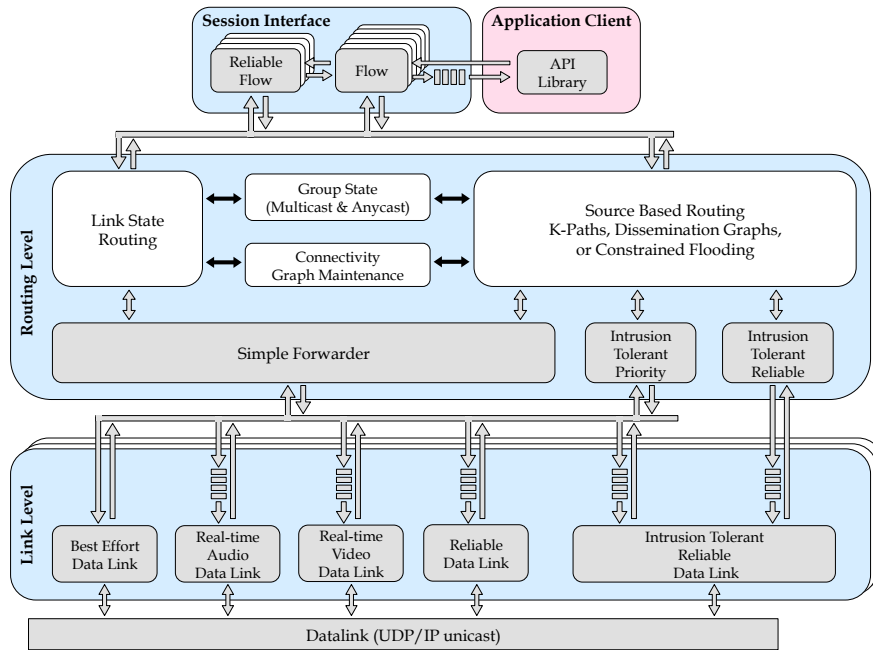 Session Interface
Application Client
Reliable
Flow
Flow
API
Library
Routing Level
Link State
Routing
Group State
(Multicast & Anycast)
Connectivity
Graph Maintenance
Source Based Routing
K-Paths, Dissemination Graphs,
or Constrained Flooding
Simple Forwarder
Intrusion
Tolerant
Priority
Intrusion
Tolerant
Reliable
Link Level
Best Effort
Data Link
Real-time
Audio
Data Link
Real-time
Video
Data Link
Reliable
Data Link
Intrusion Tolerant
Reliable
Data Link
Datalink (UDP/IP unicast)